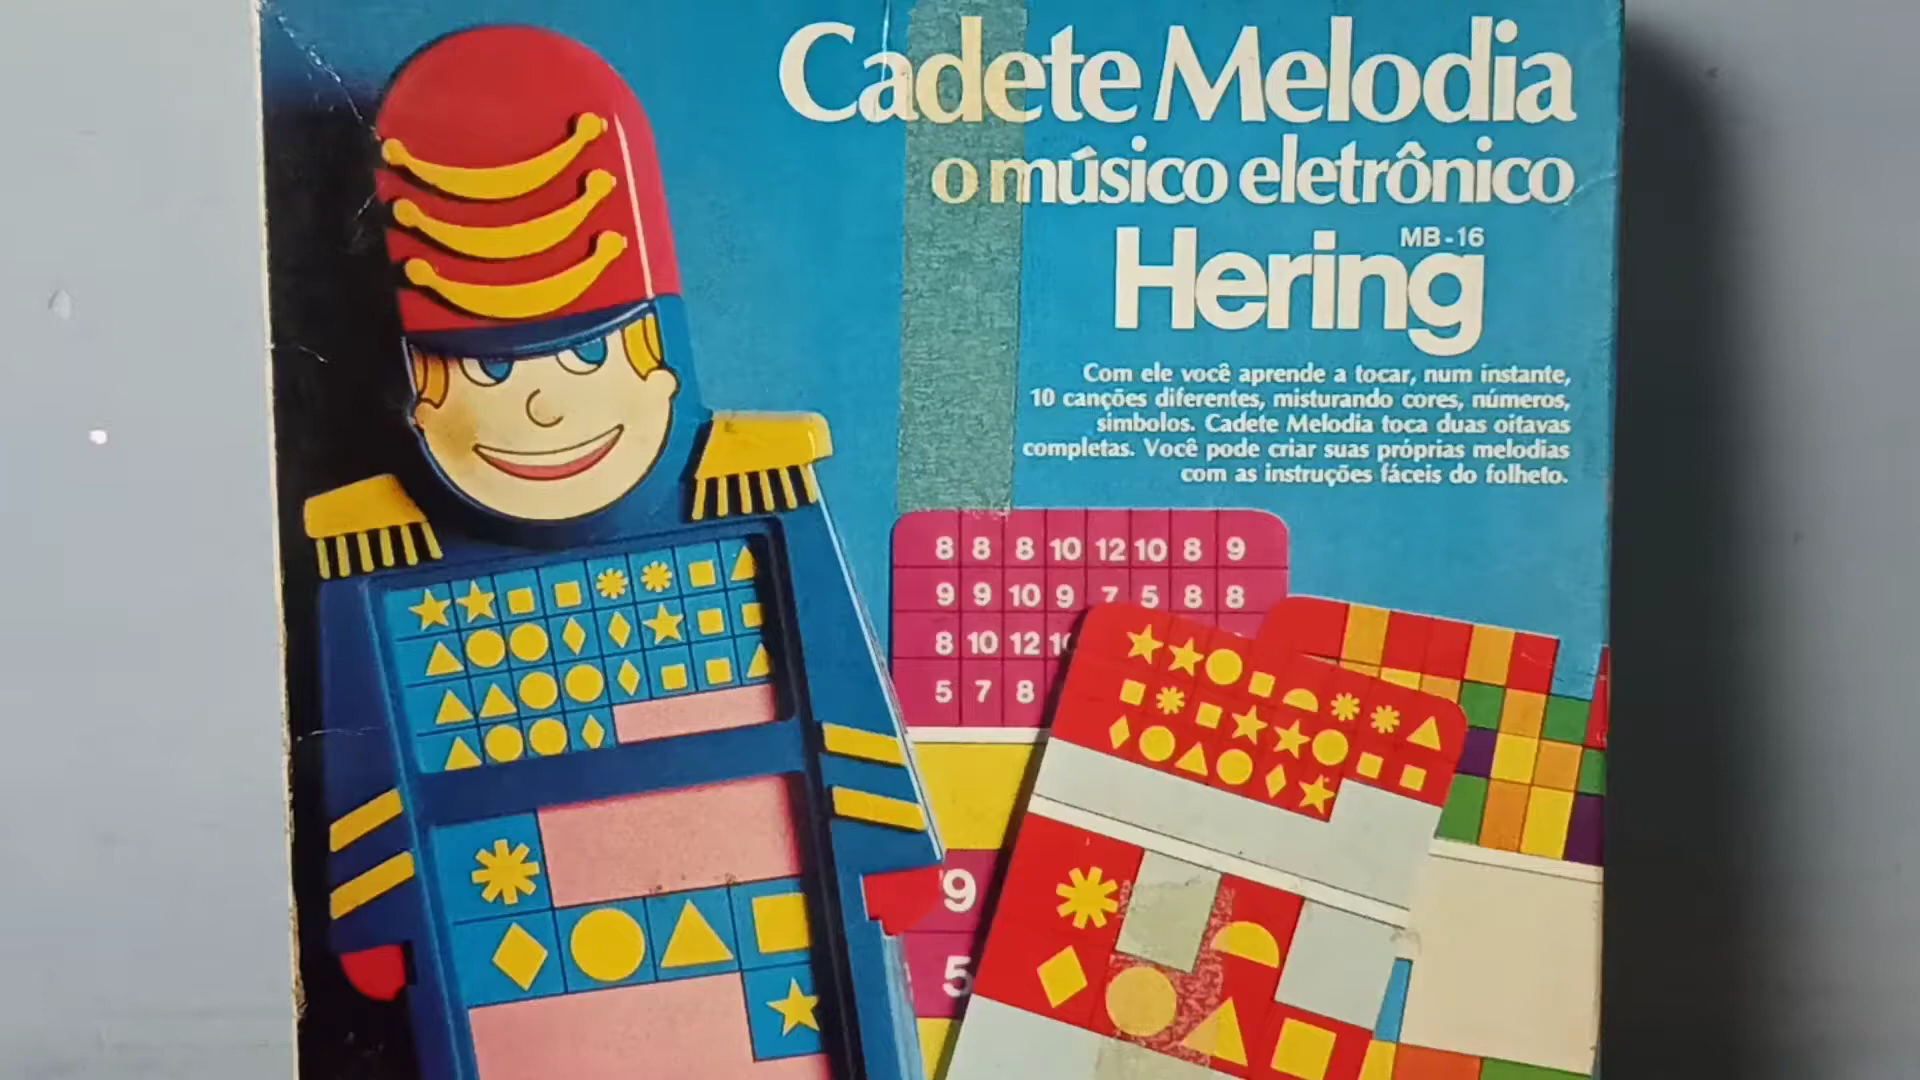 Cadete Melodia
o músico eletrônico
MB-16
Hering
Com ele você aprende a tocar, num instante,
10 canções diferentes, misturando cores, números,
símbolos. Cadete Melodia toca duas oitavas
completas. Você pode criar suas próprias melodias
com as instruções fáceis do folheto.
8 8 8 10 12 10 8 9
9 9 10 9 7 5 8 8
8 10 12
5 7 8
9
5